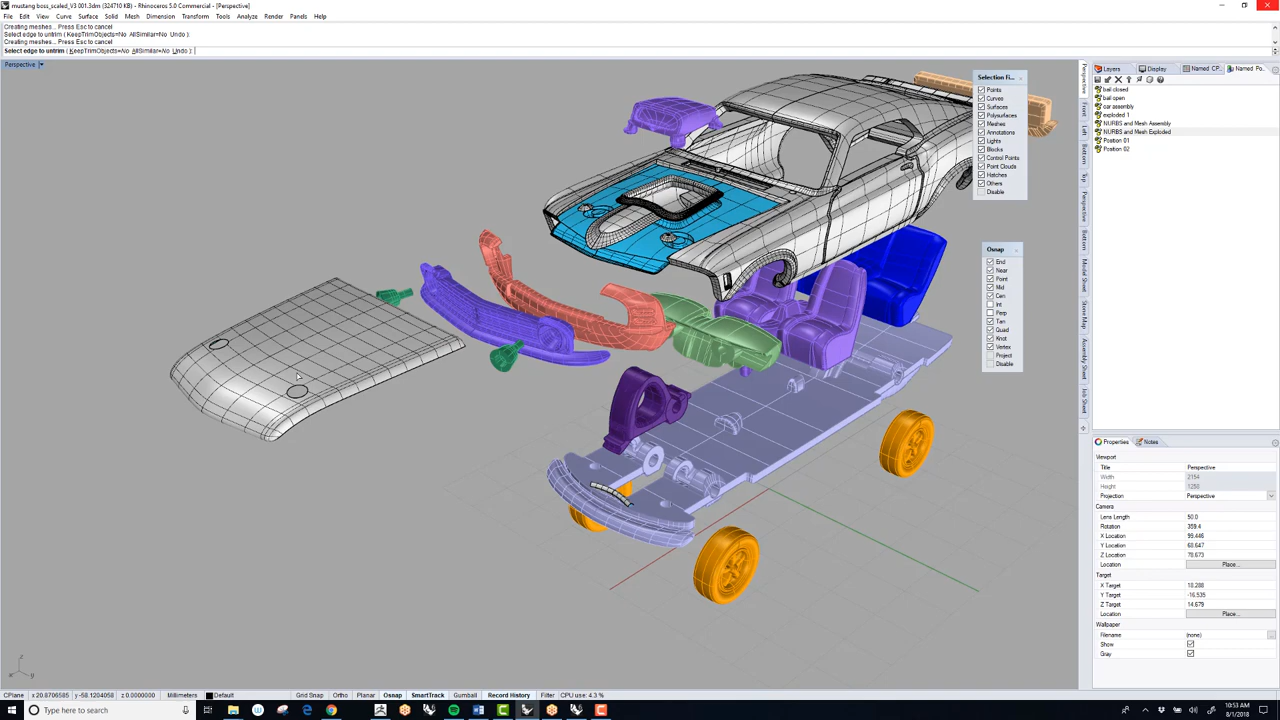 mustang boss_scaled_V3 001.3dm (324710 KB) - Rhinoceros 5.0 Commercial - [Perspective]
File Edit View Curve Surface Solid Mesh Dimension Transform Tools Analyze Render Panels Help
Creating meshes... Press Esc to cancel
Select edge to untrim ( KeepTrimObjects=No AllSimilar=No Undo ):
Creating meshes... Press Esc to cancel
Select edge to untrim ( KeepTrimObjects=No AllSimilar=No Undo ):
Perspective
Selection Fi...
Points
Curves
Surfaces
Polysurfaces
Meshes
Annotations
Lights
Blocks
Control Points
Point Clouds
Hatches
Others
Disable
Osnap
End
Near
Point
Mid
Cen
Int
Perp
Tan
Quad
Knot
Vertex
Project
Disable
Perspective
Front
Left
Bottom
Top
Perspective
Bottom
Model Sheet
Assembly Sheet
Job Sheet
Layers Display Named CP... Named Po...
bail closed
bail open
car assembly
exploded 1
NURBS and Mesh Assembly
NURBS and Mesh Exploded
Position 01
Position 02
Properties Notes
Viewport
Title Perspective
Width 2154
Height 1250
Projection Perspective
Camera
Lens Length 50.0
Rotation 359.4
X Location 99.446
Y Location 68.647
Z Location 78.673
Location Place...
Target
X Target 18.288
Y Target -16.535
Z Target 14.679
Location Place...
Wallpaper
Filename (none)
Show
Gray
z
x y
CPlane x 20.8706585 y -58.1204058 z 0.0000000 Millimeters Default Grid Snap Ortho Planar Osnap SmartTrack Gumball Record History Filter CPU use: 4.3 %
Type here to search
10:53 AM
8/1/2018